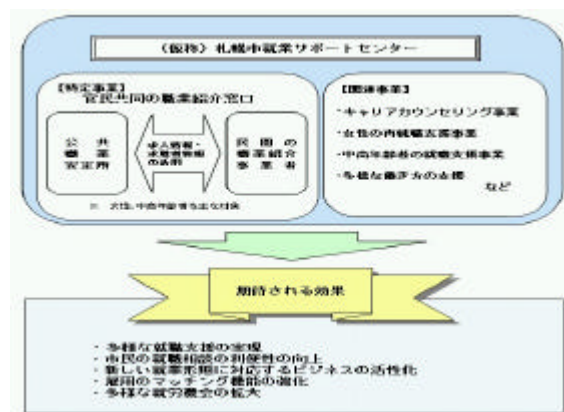 (仮称)札幌市就業サポートセンター
【特定事業】
官民共同の職業紹介窓口
公共
職業
安定所
求人情報・
求職者情報
の活用
民間の
職業紹介
事業者
※ 女性、中高年齢者を主な対象
【関連事業】
・キャリアカウンセリング事業
・女性の再就職支援事業
・中高年齢者の就職支援事業
・多様な働き方の支援
など
期待される効果
・多様な就職支援の実現
・市民の就職相談の利便性の向上
・新しい就業形態に対応するビジネスの活性化
・雇用のマッチング機能の強化
・多様な就労機会の拡大